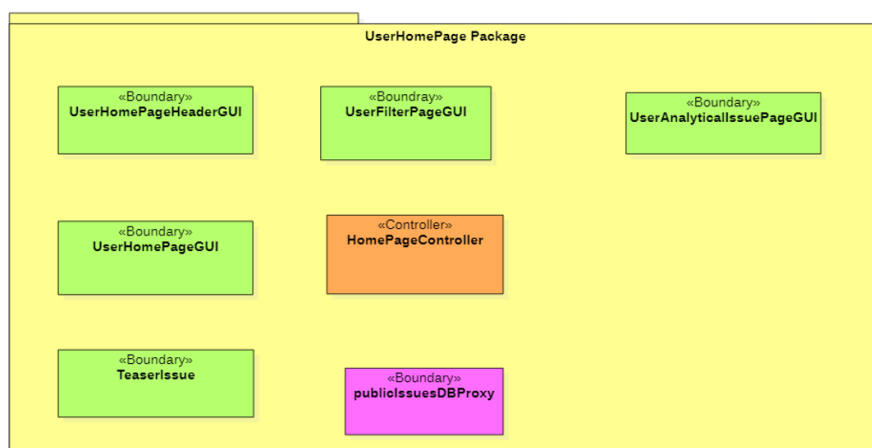 UserHomePage Package
«Boundary»
UserHomePageHeaderGUI
«Boundray»
UserFilterPageGUI
«Boundary»
UserAnalyticalIssuePageGUI
«Boundary»
UserHomePageGUI
«Controller»
HomePageController
«Boundary»
TeaserIssue
«Boundary»
publicIssuesDBProxy